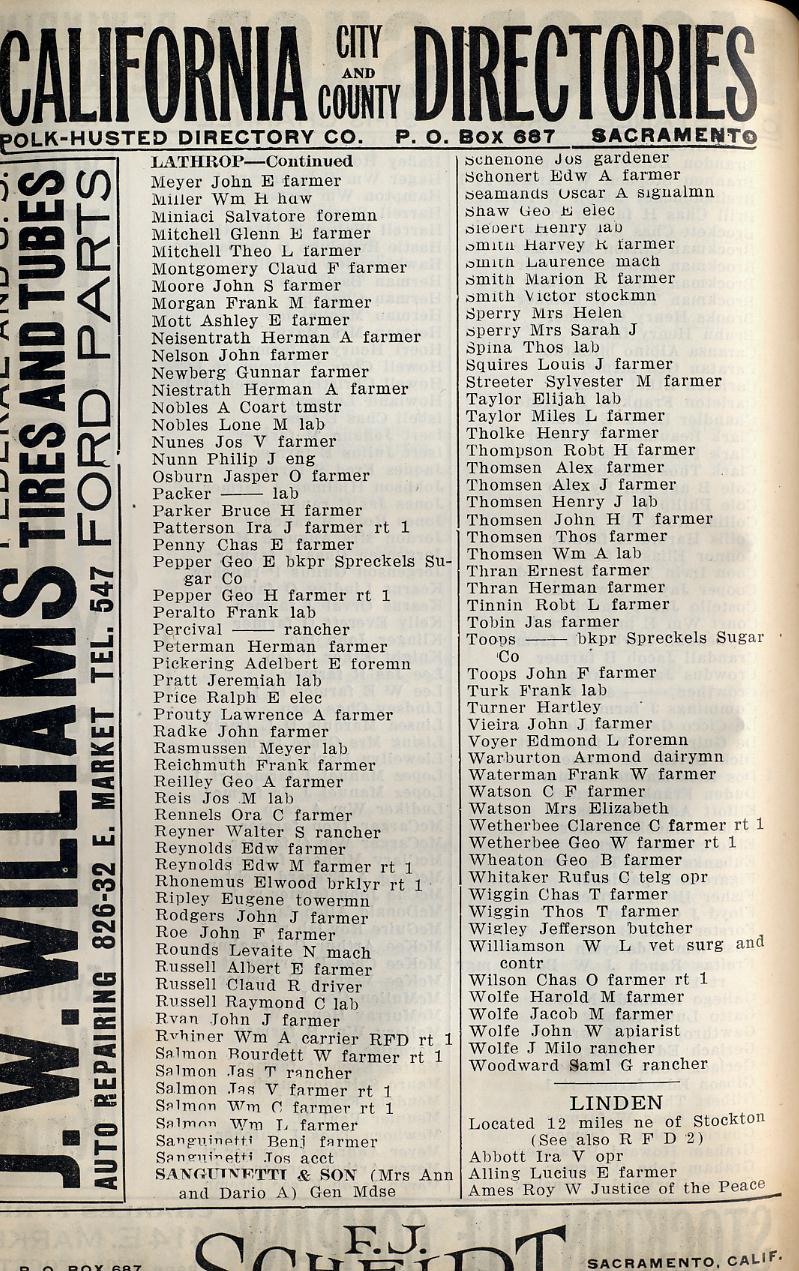 CALIFORNIA CITY AND COUNTY DIRECTORIES
POLK-HUSTED DIRECTORY CO. P. O. BOX 687 SACRAMENTO
TIRES AND TUBES
FORD PARTS
J. W. WILLIAMS
AUTO REPAIRING 826-32 E. MARKET TEL. 547
LATHROP—Continued
Meyer John E farmer
Miller Wm H haw
Miniaci Salvatore foremn
Mitchell Glenn E farmer
Mitchell Theo L farmer
Montgomery Claud F farmer
Moore John S farmer
Morgan Frank M farmer
Mott Ashley E farmer
Neisentrath Herman A farmer
Nelson John farmer
Newberg Gunnar farmer
Niestrath Herman A farmer
Nobles A Coart tmstr
Nobles Lone M lab
Nunes Jos V farmer
Nunn Philip J eng
Osburn Jasper O farmer
Packer —— lab
Parker Bruce H farmer
Patterson Ira J farmer rt 1
Penny Chas E farmer
Pepper Geo E bkpr Spreckels Su-
gar Co
Pepper Geo H farmer rt 1
Peralto Frank lab
Percival —— rancher
Peterman Herman farmer
Pickering Adelbert E foremn
Pratt Jeremiah lab
Price Ralph E elec
Prouty Lawrence A farmer
Radke John farmer
Rasmussen Meyer lab
Reichmuth Frank farmer
Reilley Geo A farmer
Reis Jos M lab
Rennels Ora C farmer
Reyner Walter S rancher
Reynolds Edw farmer
Reynolds Edw M farmer rt 1
Rhonemus Elwood brklyr rt 1
Ripley Eugene towermn
Rodgers John J farmer
Roe John F farmer
Rounds Levaite N mach
Russell Albert E farmer
Russell Claud R driver
Russell Raymond C lab
Ryan John J farmer
Ryhiner Wm A carrier RFD rt 1
Salmon Bourdett W farmer rt 1
Salmon Jas T rancher
Salmon Jas V farmer rt 1
Salmon Wm C farmer rt 1
Salmon Wm L farmer
Sanguinetti Benj farmer
Sanguinetti Jos acct
SANGUINETTI & SON (Mrs Ann
and Dario A) Gen Mdse
Schenone Jos gardener
Schonert Edw A farmer
Seamands Oscar A signalmn
Shaw Geo E elec
Siebert Henry lab
Smith Harvey R farmer
Smith Laurence mach
Smith Marion R farmer
Smith Victor stockmn
Sperry Mrs Helen
Sperry Mrs Sarah J
Spina Thos lab
Squires Louis J farmer
Streeter Sylvester M farmer
Taylor Elijah lab
Taylor Miles L farmer
Tholke Henry farmer
Thompson Robt H farmer
Thomsen Alex farmer
Thomsen Alex J farmer
Thomsen Henry J lab
Thomsen John H T farmer
Thomsen Thos farmer
Thomsen Wm A lab
Thran Ernest farmer
Thran Herman farmer
Tinnin Robt L farmer
Tobin Jas farmer
Toops —— bkpr Spreckels Sugar
Co
Toops John F farmer
Turk Frank lab
Turner Hartley
Vieira John J farmer
Voyer Edmond L foremn
Warburton Armond dairymn
Waterman Frank W farmer
Watson C F farmer
Watson Mrs Elizabeth
Wetherbee Clarence C farmer rt 1
Wetherbee Geo W farmer rt 1
Wheaton Geo B farmer
Whitaker Rufus C telg opr
Wiggin Chas T farmer
Wiggin Thos T farmer
Wigley Jefferson butcher
Williamson W L vet surg and
contr
Wilson Chas O farmer rt 1
Wolfe Harold M farmer
Wolfe Jacob M farmer
Wolfe John W apiarist
Wolfe J Milo rancher
Woodward Saml G rancher
LINDEN
Located 12 miles ne of Stockton
(See also R F D 2)
Abbott Ira V opr
Alling Lucius E farmer
Ames Roy W Justice of the Peace
F. J.
SCHEIDT
P. O. BOX 687
SACRAMENTO, CALIF.